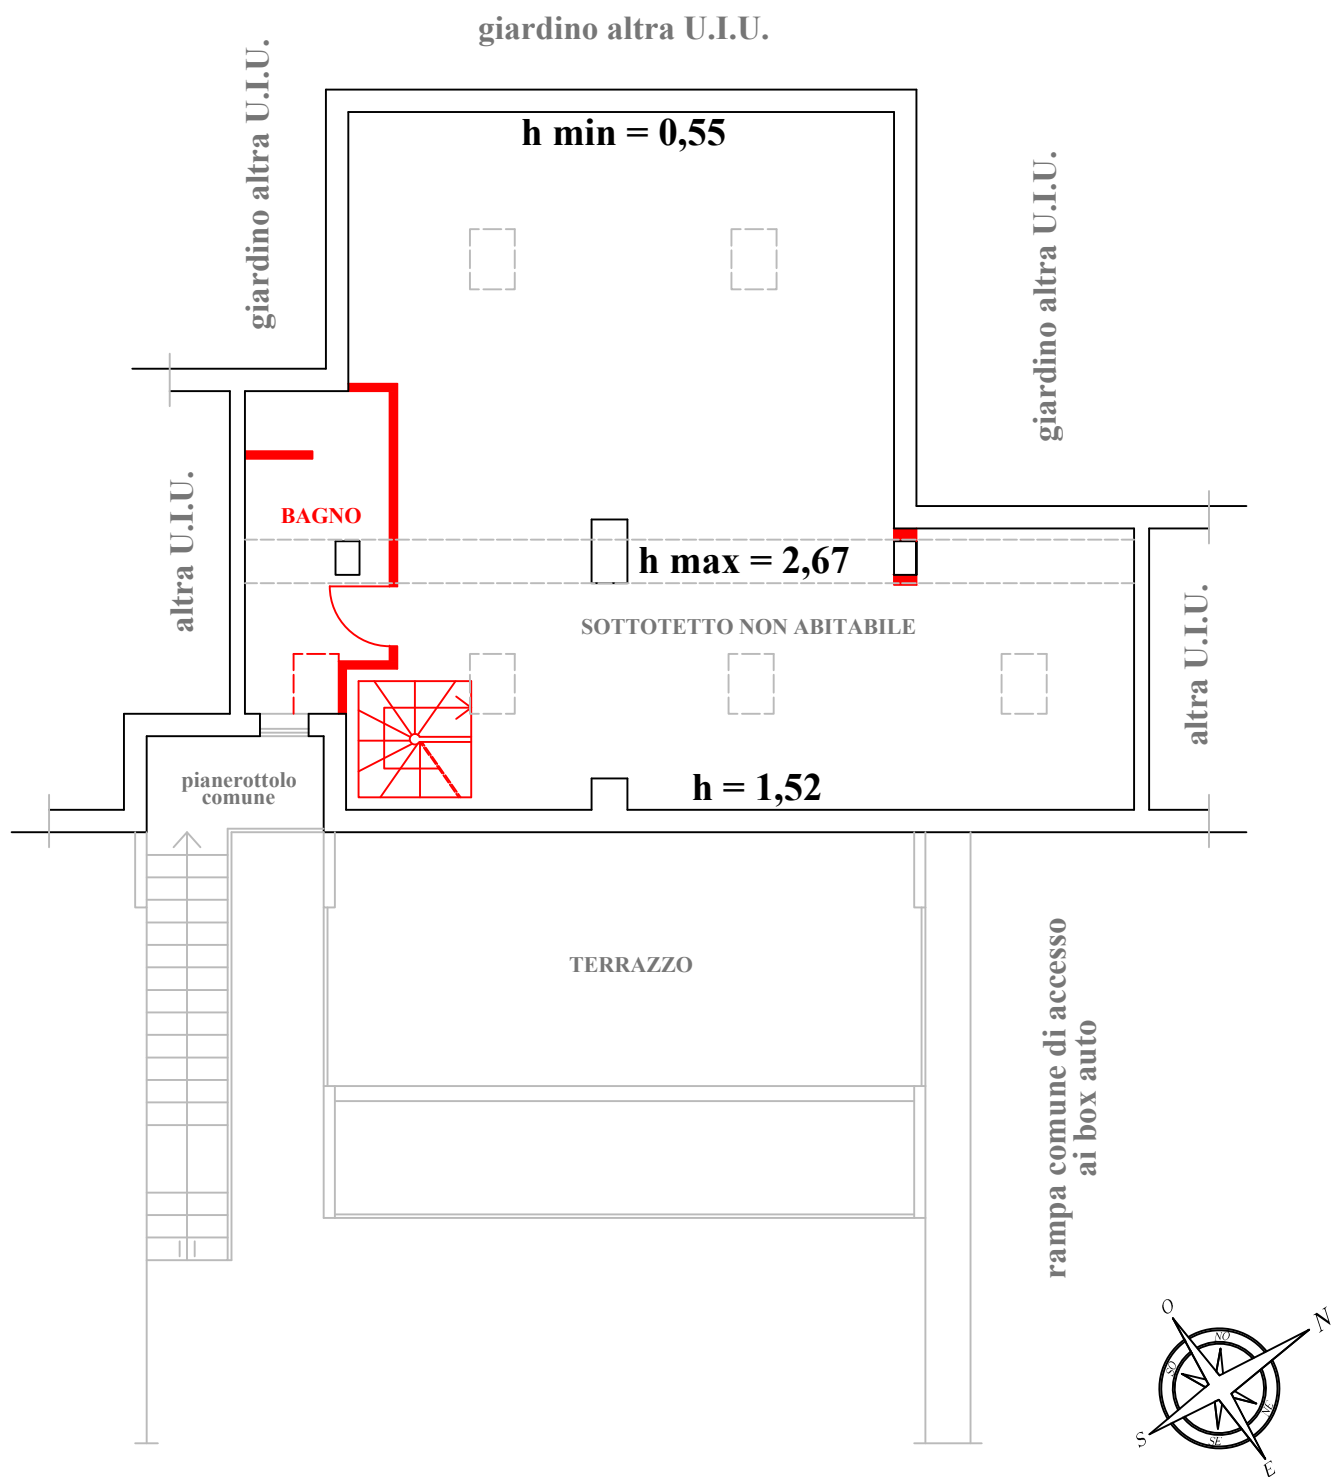 giardino altra U.I.U.
giardino altra U.I.U.
h min = 0,55
giardino altra U.I.U.
altra U.I.U.
BAGNO
h max = 2,67
SOTTOTETTO NON ABITABILE
altra U.I.U.
pianerottolo
comune
h = 1,52
TERRAZZO
rampa comune di accesso
ai box auto
O
N
NO
SO
NE
S
SE
E